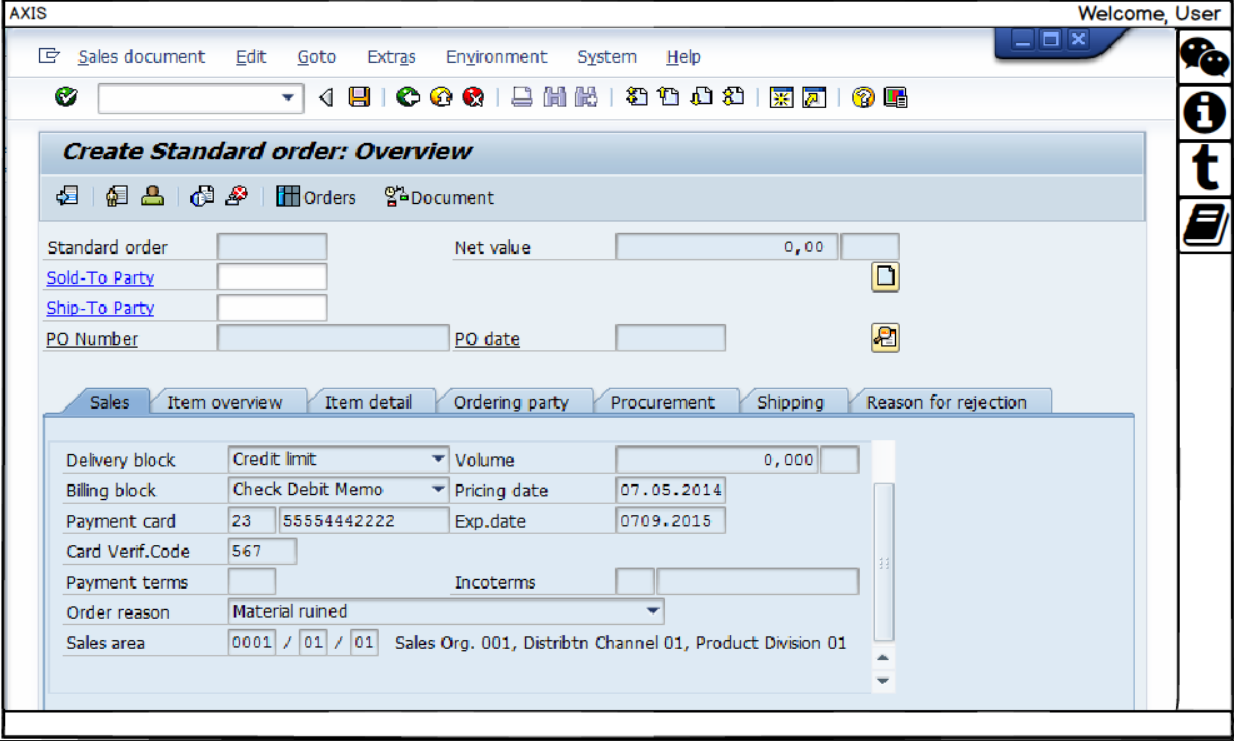 AXIS Welcome, User
Sales document Edit Goto Extras Environment System Help
Create Standard order: Overview
Orders Document
Standard order Net value 0,00
Sold-To Party
Ship-To Party
PO Number PO date
Sales Item overview Item detail Ordering party Procurement Shipping Reason for rejection
Delivery block Credit limit Volume 0,000
Billing block Check Debit Memo Pricing date 07.05.2014
Payment card 23 55554442222 Exp.date 0709.2015
Card Verif.Code 567
Payment terms Incoterms
Order reason Material ruined
Sales area 0001 / 01 / 01 Sales Org. 001, Distribtn Channel 01, Product Division 01